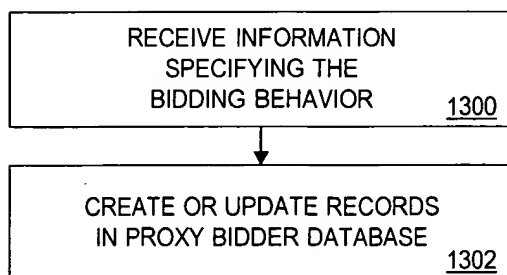 RECEIVE INFORMATION
SPECIFYING THE
BIDDING BEHAVIOR
1300
CREATE OR UPDATE RECORDS
IN PROXY BIDDER DATABASE
1302